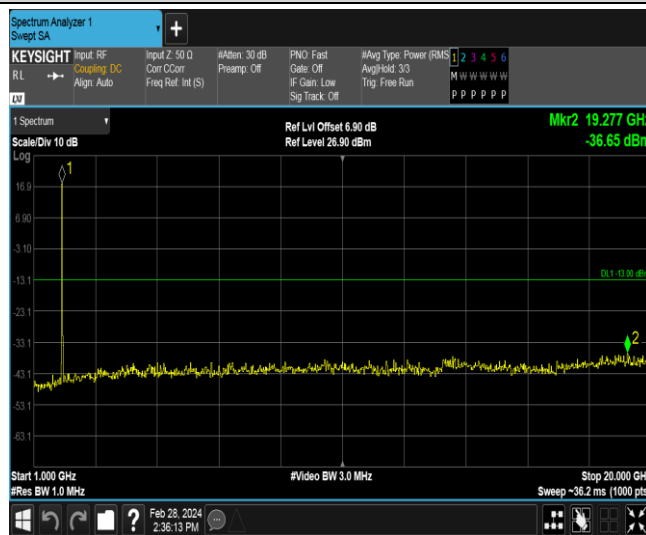 Spectrum Analyzer 1
Swept SA
KEYSIGHT
RL
LXI
Input: RF
Coupling: DC
Align: Auto
Input Z: 50 Ω
Corr CCorr
Freq Ref: Int (S)
#Atten: 30 dB
Preamp: Off
PNO: Fast
Gate: Off
IF Gain: Low
Sig Track: Off
#Avg Type: Power (RMS
Avg|Hold: 3/3
Trig: Free Run
1 2 3 4 5 6
M W W W W W
P P P P P P
1 Spectrum
Scale/Div 10 dB
Log
Ref Lvl Offset 6.90 dB
Ref Level 26.90 dBm
Mkr2 19.277 GHz
-36.65 dBm
1
16.9
6.90
-3.10
-13.1
DL1 -13.00 dBm
-23.1
2
-33.1
-43.1
-53.1
-63.1
Start 1.000 GHz
#Res BW 1.0 MHz
#Video BW 3.0 MHz
Stop 20.000 GHz
Sweep ~36.2 ms (1000 pts
?
Feb 28, 2024
2:36:13 PM